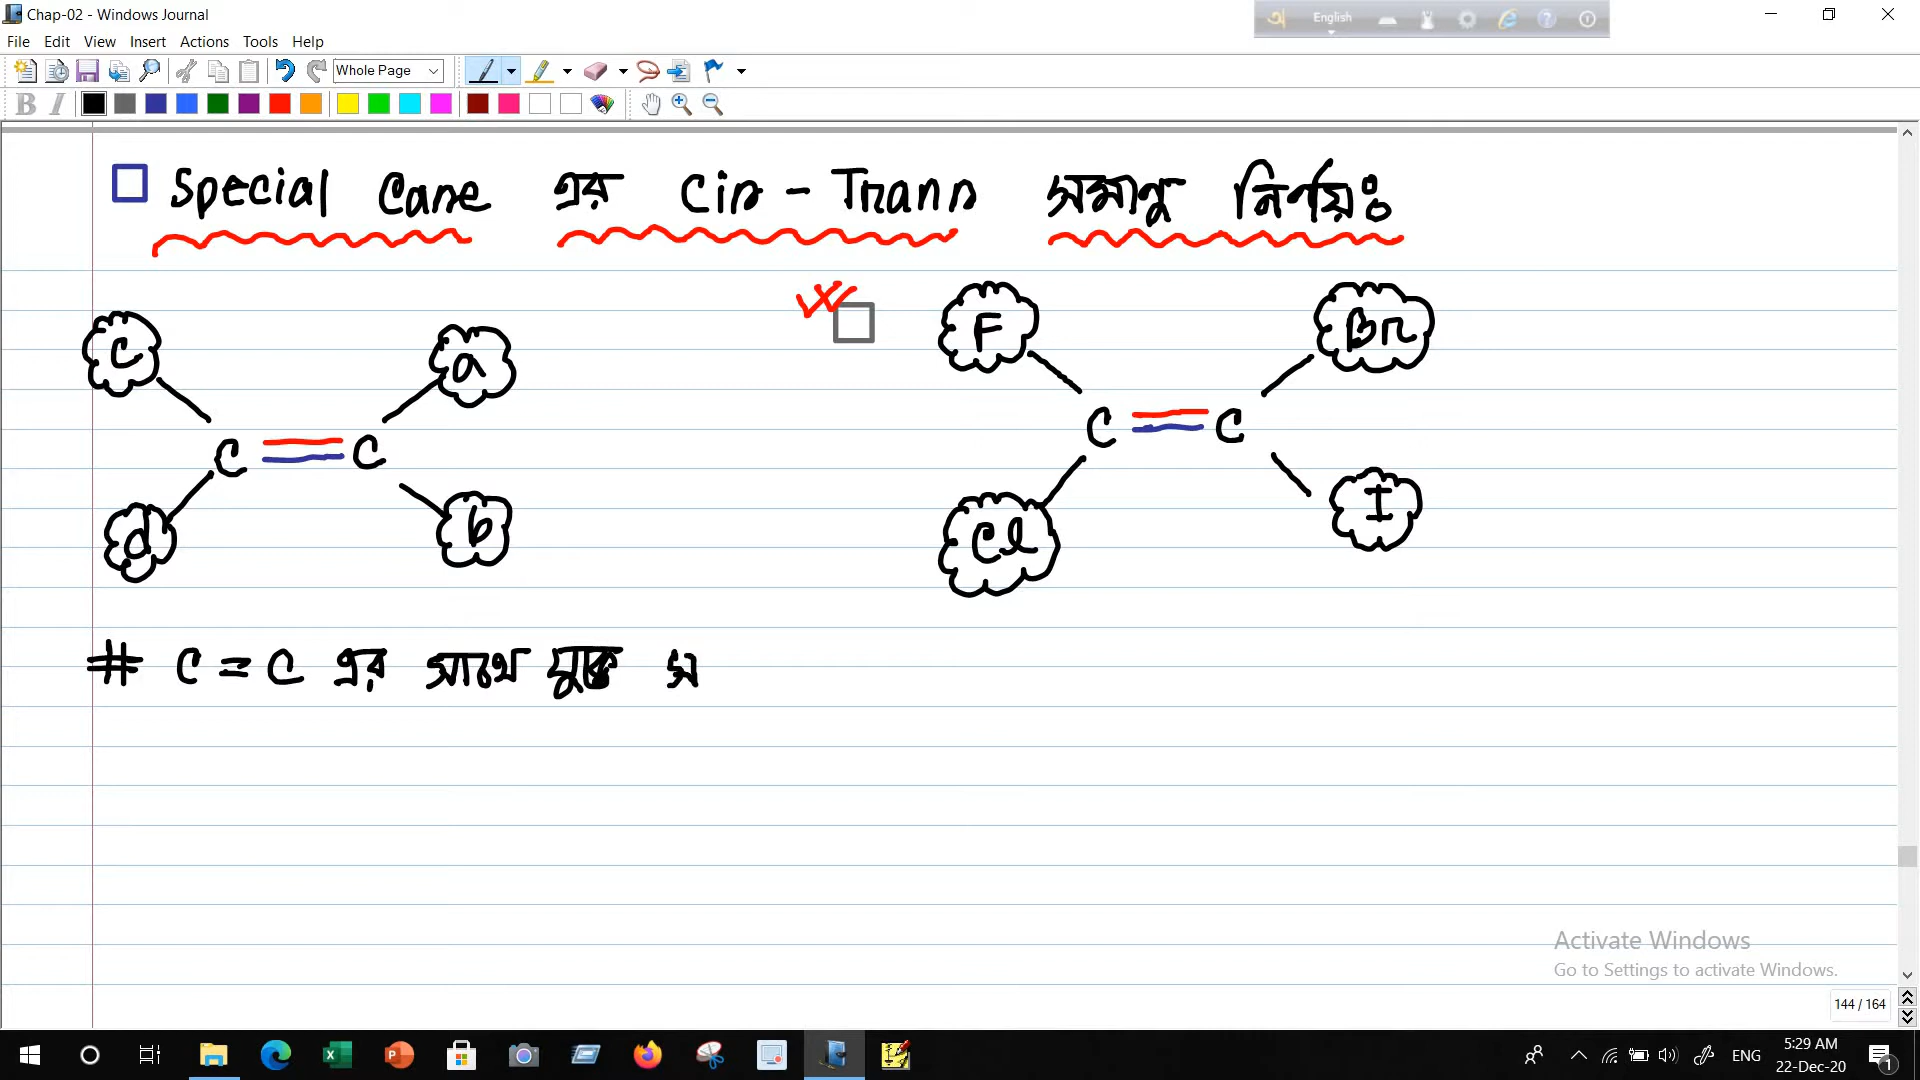 Chap-02 - Windows Journal
English
File Edit View Insert Actions Tools Help
Whole Page
B I
Special Case এর Cis - Trans সমাণু নির্ণয়ঃ
F Br
C a
C = C
C = C
d b
Cl I
# C = C এর সাথে যুক্ত স
Activate Windows
Go to Settings to activate Windows.
144 / 164
ENG
5:29 AM
22-Dec-20
1